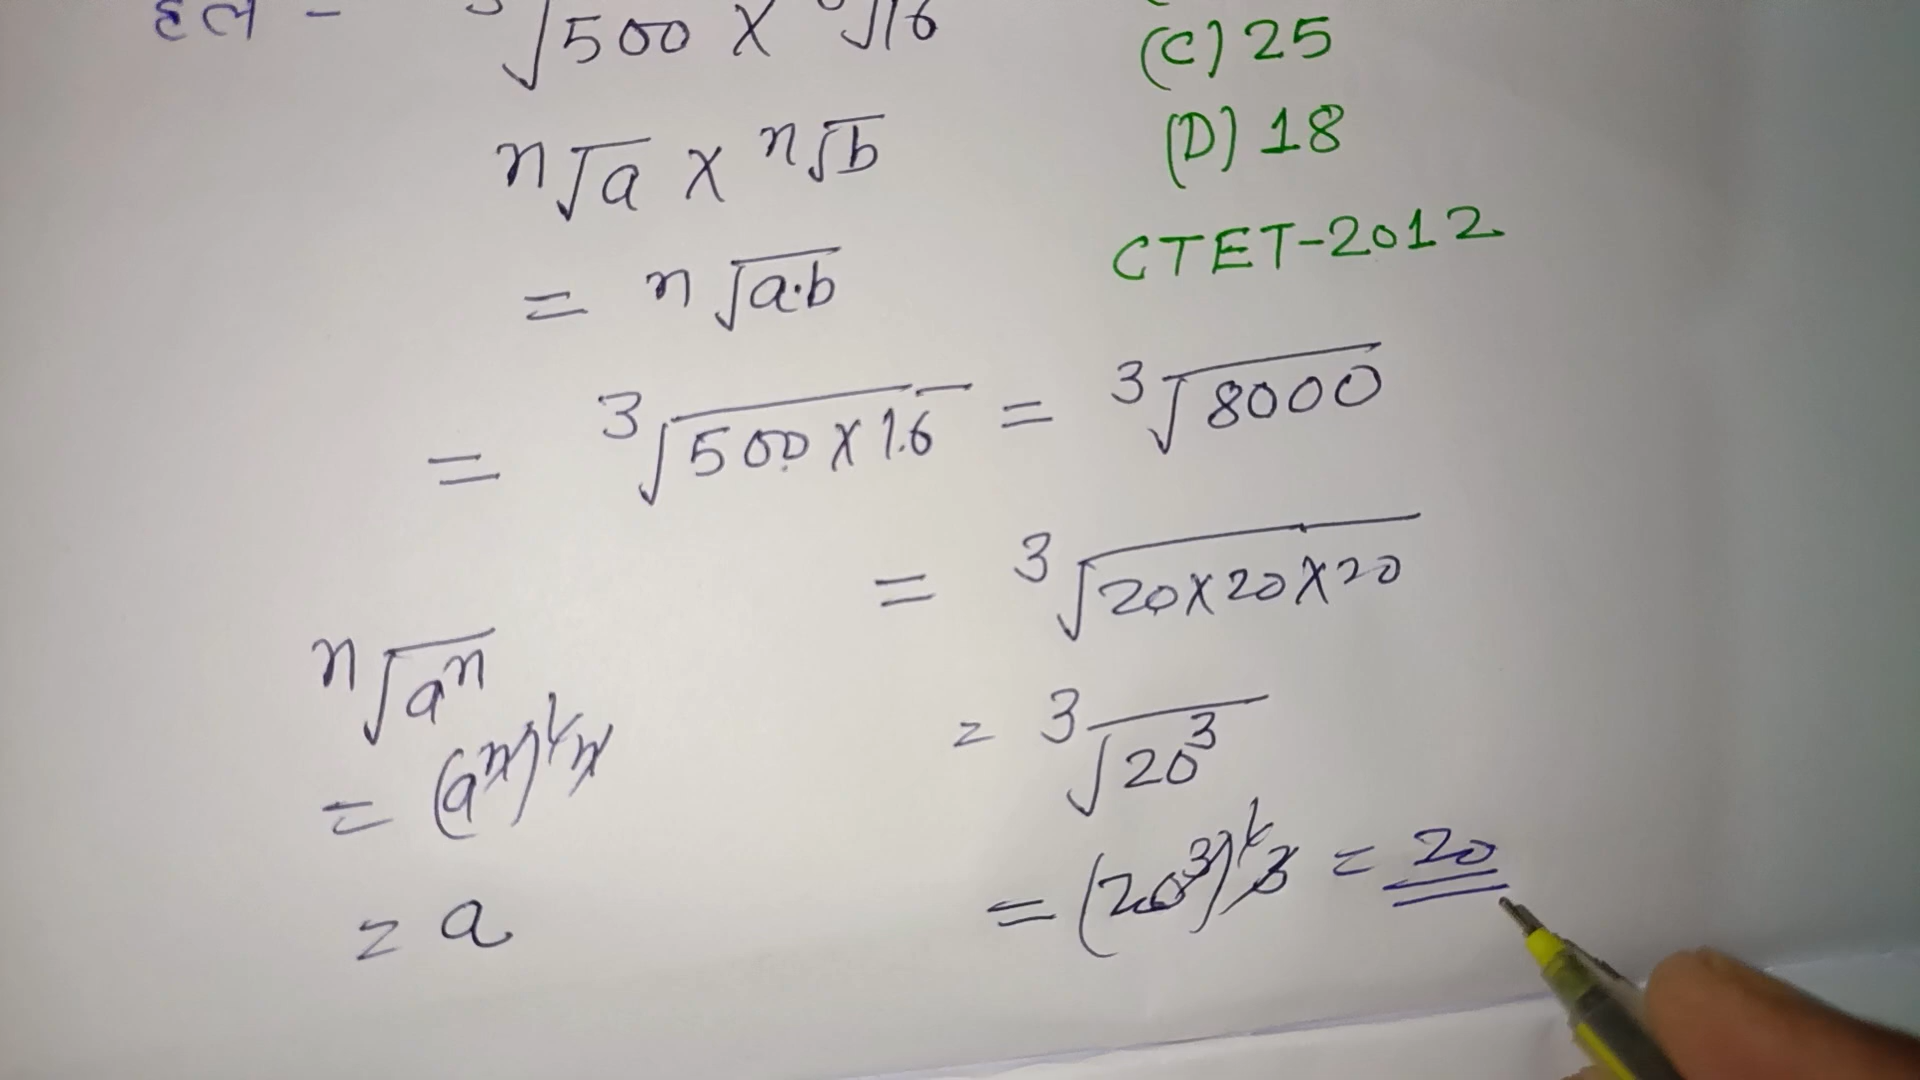 हल - ³√500 × ³√16
(C) 25
(D) 18
CTET-2012
ⁿ√a × ⁿ√b
= ⁿ√a·b
= ³√500×16 = ³√8000
= ³√20×20×20
= ³√20³
= (20³)^1/3 = 20
ⁿ√aⁿ
= (aⁿ)^1/n
= a